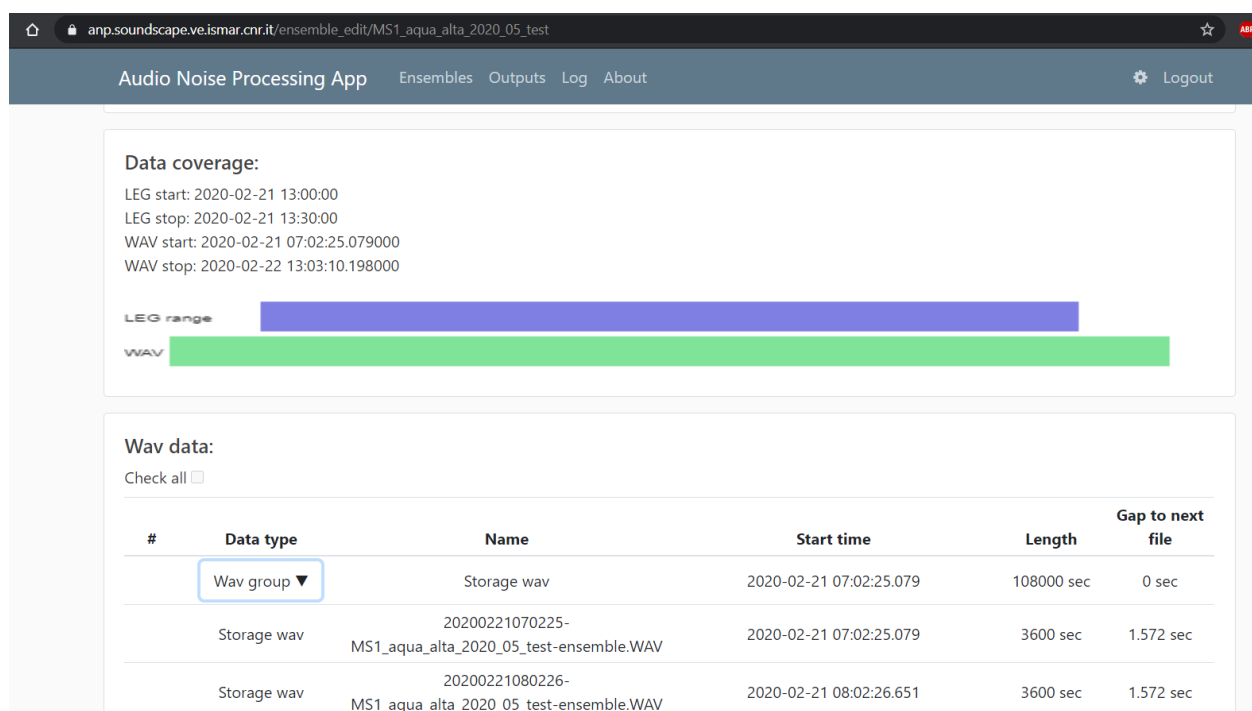 anp.soundscape.ve.ismar.cnr.it/ensemble_edit/MS1_aqua_alta_2020_05_test
ABP
Audio Noise Processing App Ensembles Outputs Log About Logout
Data coverage:
LEG start: 2020-02-21 13:00:00
LEG stop: 2020-02-21 13:30:00
WAV start: 2020-02-21 07:02:25.079000
WAV stop: 2020-02-22 13:03:10.198000
LEG range
WAV
Wav data:
Check all
Gap to next
# Data type Name Start time Length file
Wav group ▼ Storage wav 2020-02-21 07:02:25.079 108000 sec 0 sec
20200221070225-
Storage wav 2020-02-21 07:02:25.079 3600 sec 1.572 sec
MS1_aqua_alta_2020_05_test-ensemble.WAV
20200221080226-
Storage wav 2020-02-21 08:02:26.651 3600 sec 1.572 sec
MS1_aqua_alta_2020_05_test-ensemble.WAV